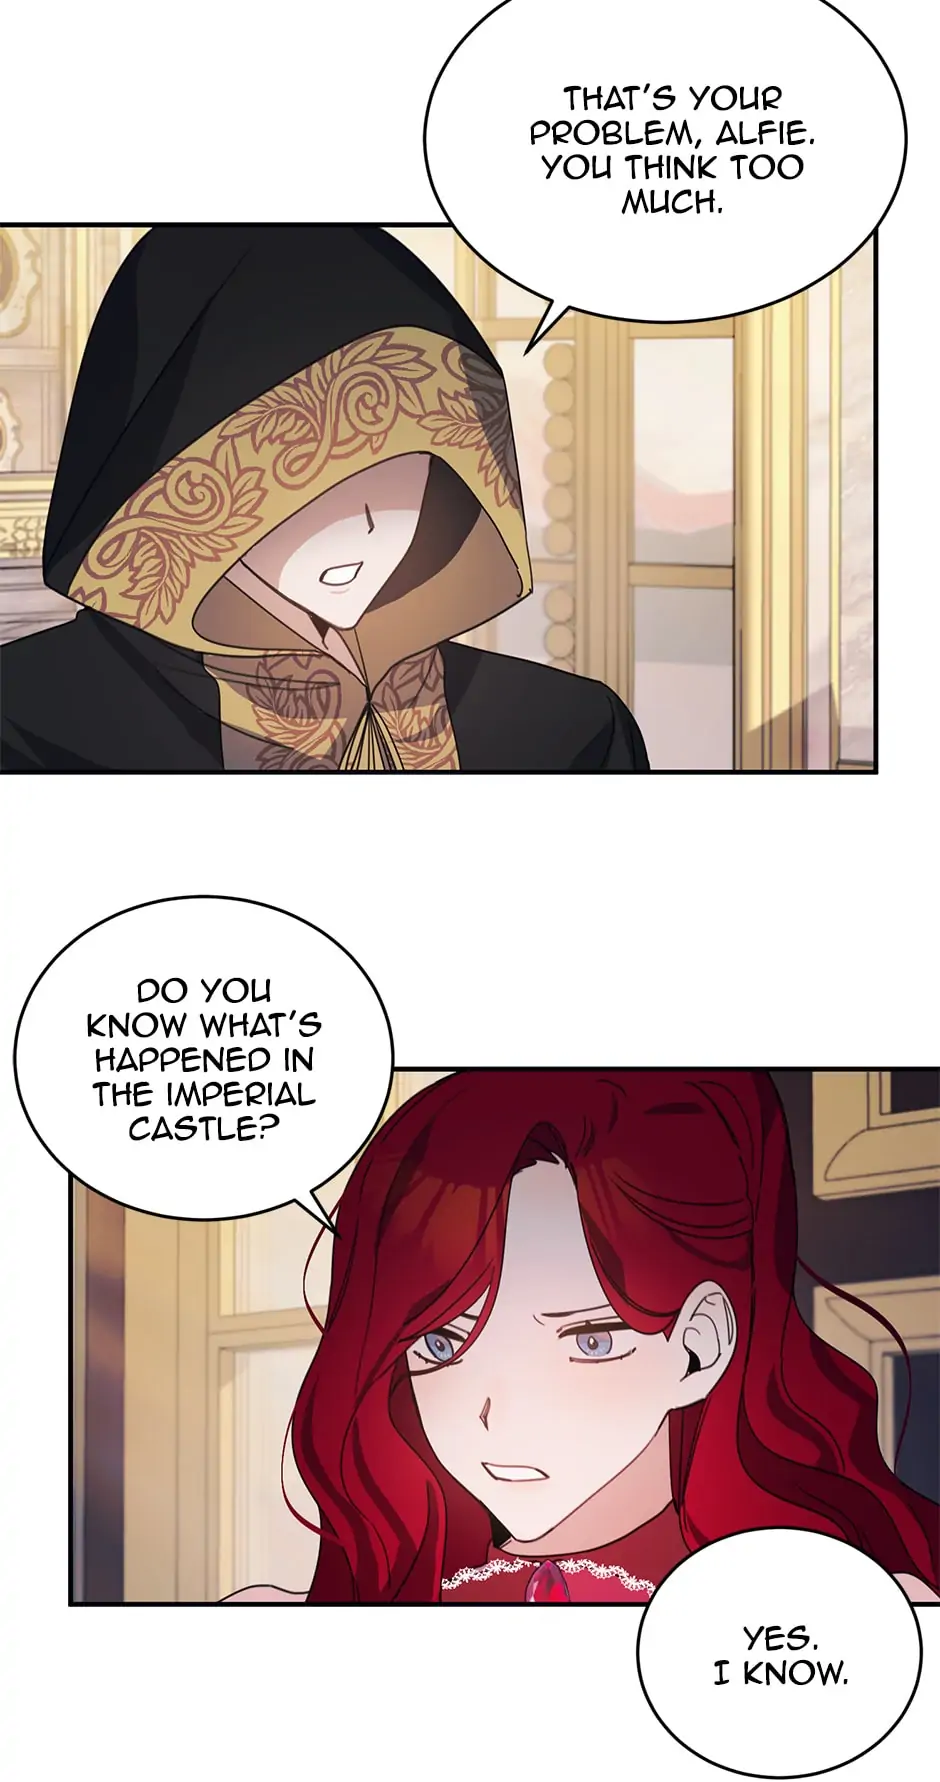 THAT'S YOUR
PROBLEM, ALFIE.
YOU THINK TOO
MUCH.
DO YOU
KNOW WHAT'S
HAPPENED IN
THE IMPERIAL
CASTLE?
YES.
I KNOW.